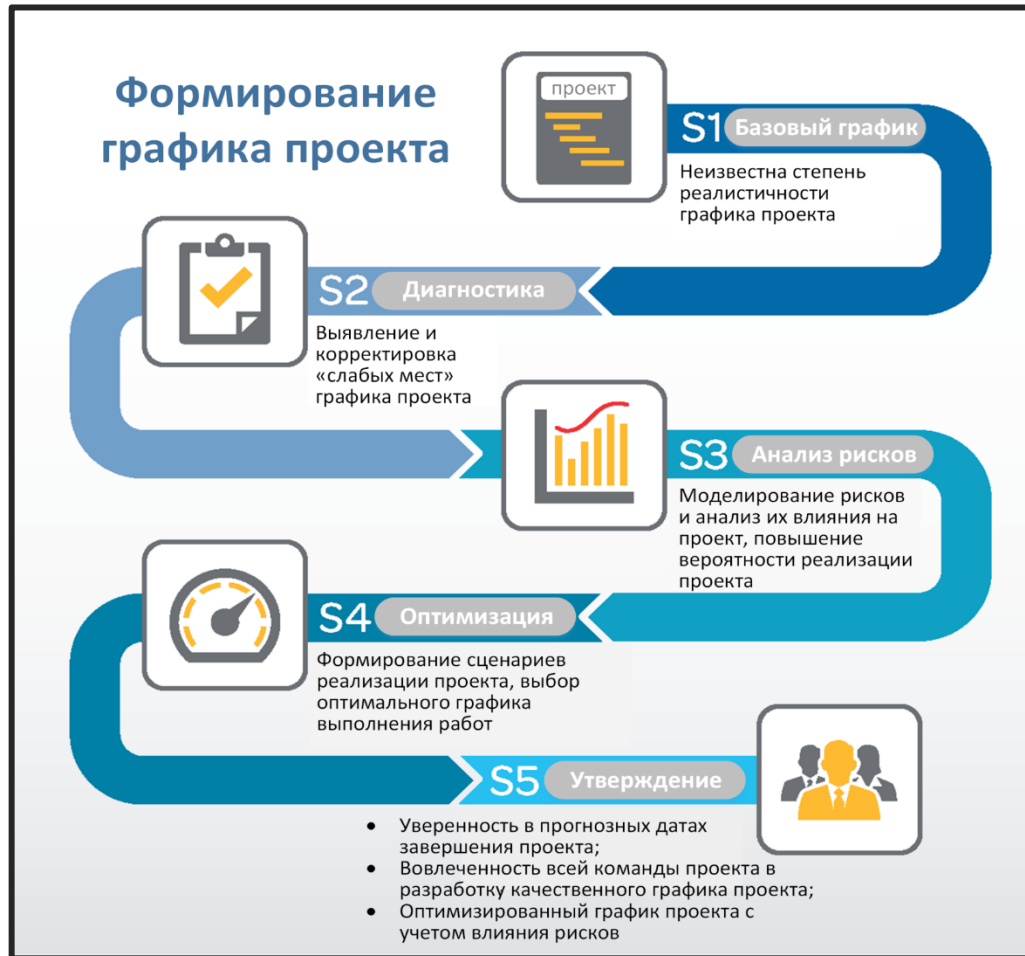 Формирование
графика проекта
проект
S1 Базовый график
Неизвестна степень
реалистичности
графика проекта
S2 Диагностика
Выявление и
корректировка
«слабых мест»
графика проекта
S3 Анализ рисков
Моделирование рисков
и анализ их влияния на
проект, повышение
вероятности реализации
проекта
S4 Оптимизация
Формирование сценариев
реализации проекта, выбор
оптимального графика
выполнения работ
S5 Утверждение
• Уверенность в прогнозных датах
завершения проекта;
• Вовлеченность всей команды проекта в
разработку качественного графика проекта;
• Оптимизированный график проекта с
учетом влияния рисков